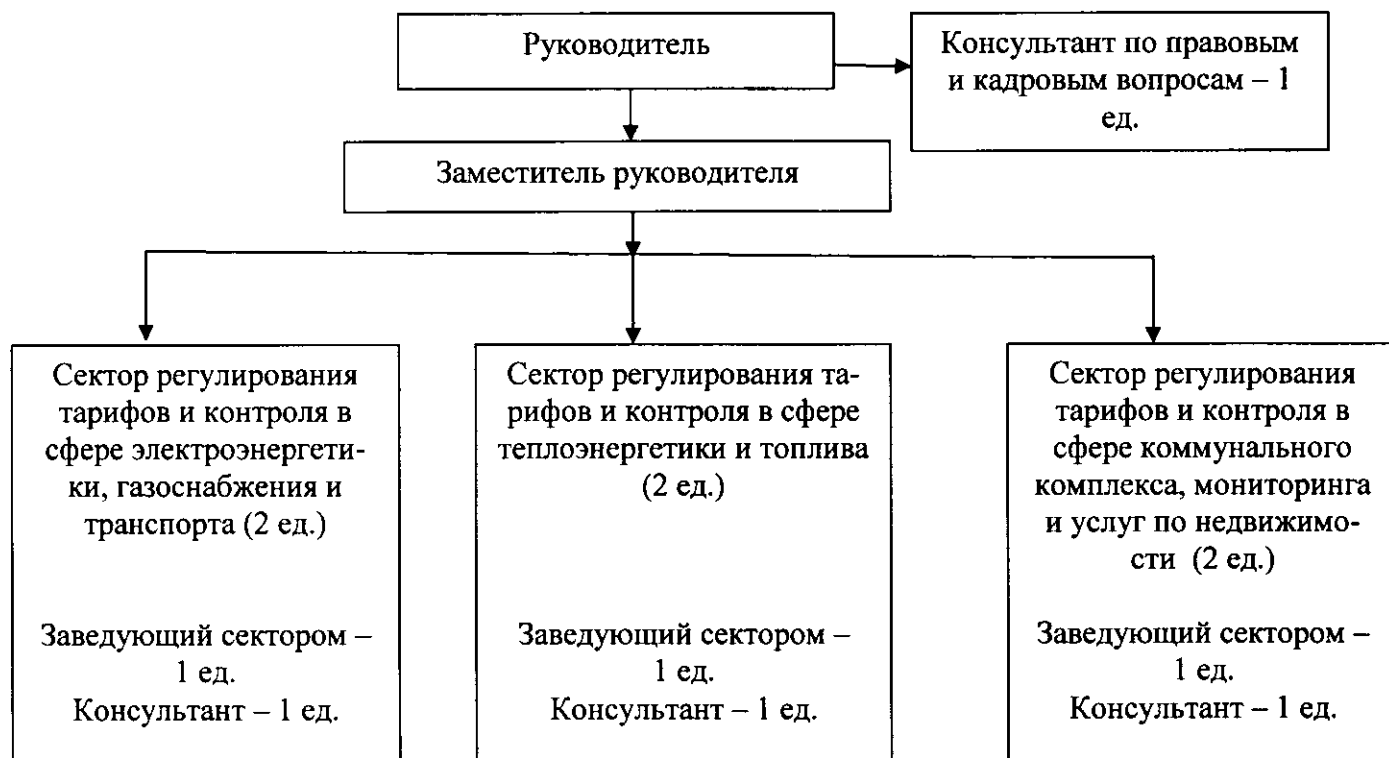 Руководитель
Консультант по правовым
и кадровым вопросам – 1
ед.
Заместитель руководителя
Сектор регулирования
тарифов и контроля в
сфере электроэнергети-
ки, газоснабжения и
транспорта (2 ед.)
Заведующий сектором –
1 ед.
Консультант – 1 ед.
Сектор регулирования та-
рифов и контроля в сфере
теплоэнергетики и топлива
(2 ед.)
Заведующий сектором –
1 ед.
Консультант – 1 ед.
Сектор регулирования
тарифов и контроля в
сфере коммунального
комплекса, мониторинга
и услуг по недвижимо-
сти (2 ед.)
Заведующий сектором –
1 ед.
Консультант – 1 ед.